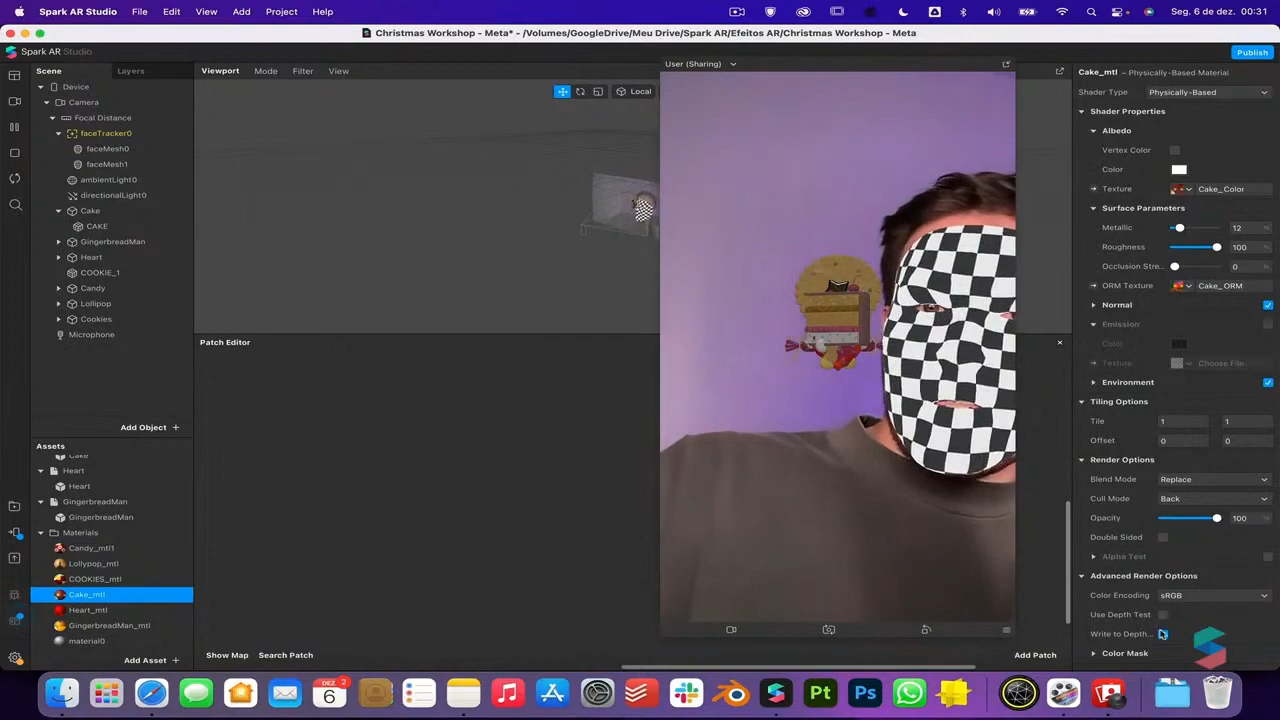 Spark AR Studio File Edit View Add Project Help Seg. 6 de dez. 00:31
Christmas Workshop - Meta* - /Volumes/GoogleDrive/Meu Drive/Spark AR/Efeitos AR/Christmas Workshop - Meta
Spark AR Studio Publish
Scene Layers
Device
Camera
Focal Distance
faceTracker0
faceMesh0
faceMesh1
ambientLight0
directionalLight0
Cake
CAKE
GingerbreadMan
Heart
COOKIE_1
Candy
Lollipop
Cookies
Microphone
Add Object +
Assets
Cake
Heart
Heart
GingerbreadMan
GingerbreadMan
Materials
Candy_mtl1
Lollypop_mtl
COOKIES_mtl
Cake_mtl
Heart_mtl
GingerbreadMan_mtl
material0
Add Asset +
Viewport Mode Filter View
Local
User (Sharing)
Patch Editor
Show Map Search Patch Add Patch
Cake_mtl – Physically-Based Material
Shader Type Physically-Based
Shader Properties
Albedo
Vertex Color
Color
Texture Cake_Color
Surface Parameters
Metallic 12 %
Roughness 100 %
Occlusion Stre... 0 %
ORM Texture Cake_ORM
Normal
Emission
Color
Texture Choose File...
Environment
Tiling Options
Tile 1 1
Offset 0 0
Render Options
Blend Mode Replace
Cull Mode Back
Opacity 100 %
Double Sided
Alpha Test
Advanced Render Options
Color Encoding sRGB
Use Depth Test
Write to Depth...
Color Mask
DEZ 2
6
Pt Ps